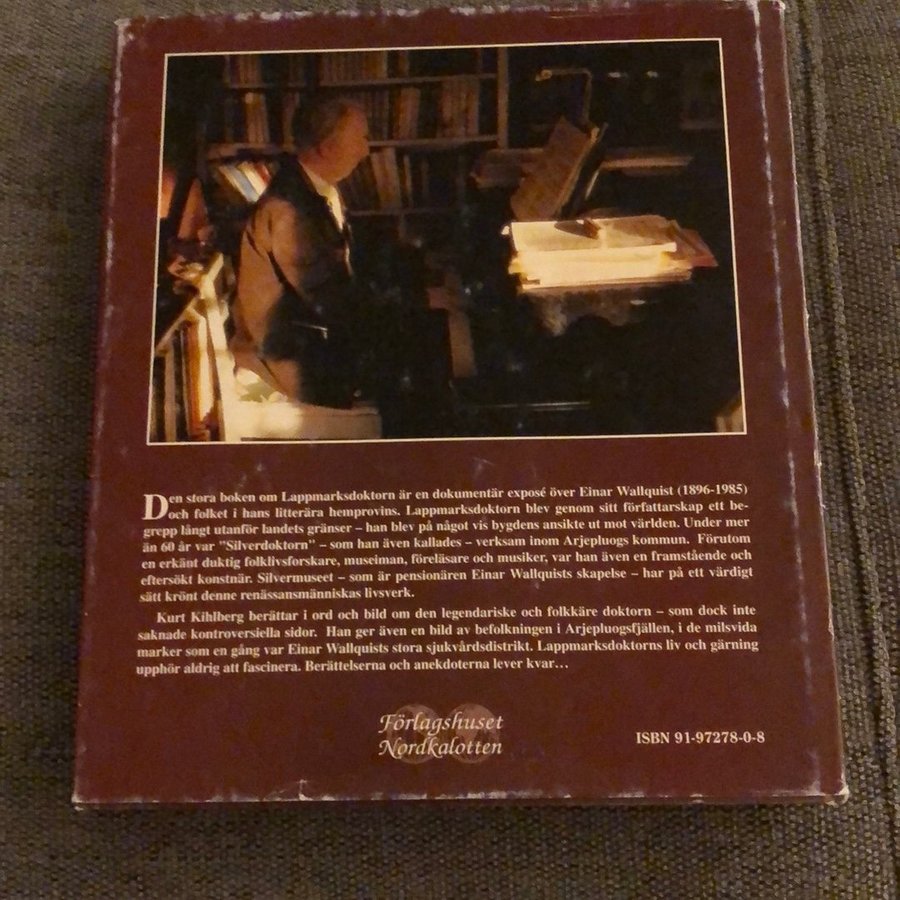 Den stora boken om Lappmarksdoktorn är en dokumentär exposé över Einar Wallquist (1896-1985)
och folket i hans litterära hemprovins. Lappmarksdoktorn blev genom sitt författarskap ett be-
grepp långt utanför landets gränser – han blev på något vis bygdens ansikte ut mot världen. Under mer
än 60 år var "Silverdoktorn" – som han även kallades – verksam inom Arjepluogs kommun. Förutom
en erkänt duktig folklivsforskare, museiman, föreläsare och musiker, var han även en framstående och
eftersökt konstnär. Silvermuseet – som är pensionären Einar Wallquists skapelse – har på ett värdigt
sätt krönt denne renässansmänniskas livsverk.
Kurt Kihlberg berättar i ord och bild om den legendariske och folkkäre doktorn – som dock inte
saknade kontroversiella sidor. Han ger även en bild av befolkningen i Arjepluogsfjällen, i de milsvida
marker som en gång var Einar Wallquists stora sjukvårdsdistrikt. Lappmarksdoktorns liv och gärning
upphör aldrig att fascinera. Berättelserna och anekdoterna lever kvar…
Förlagshuset
Nordkalotten
ISBN 91-97278-0-8